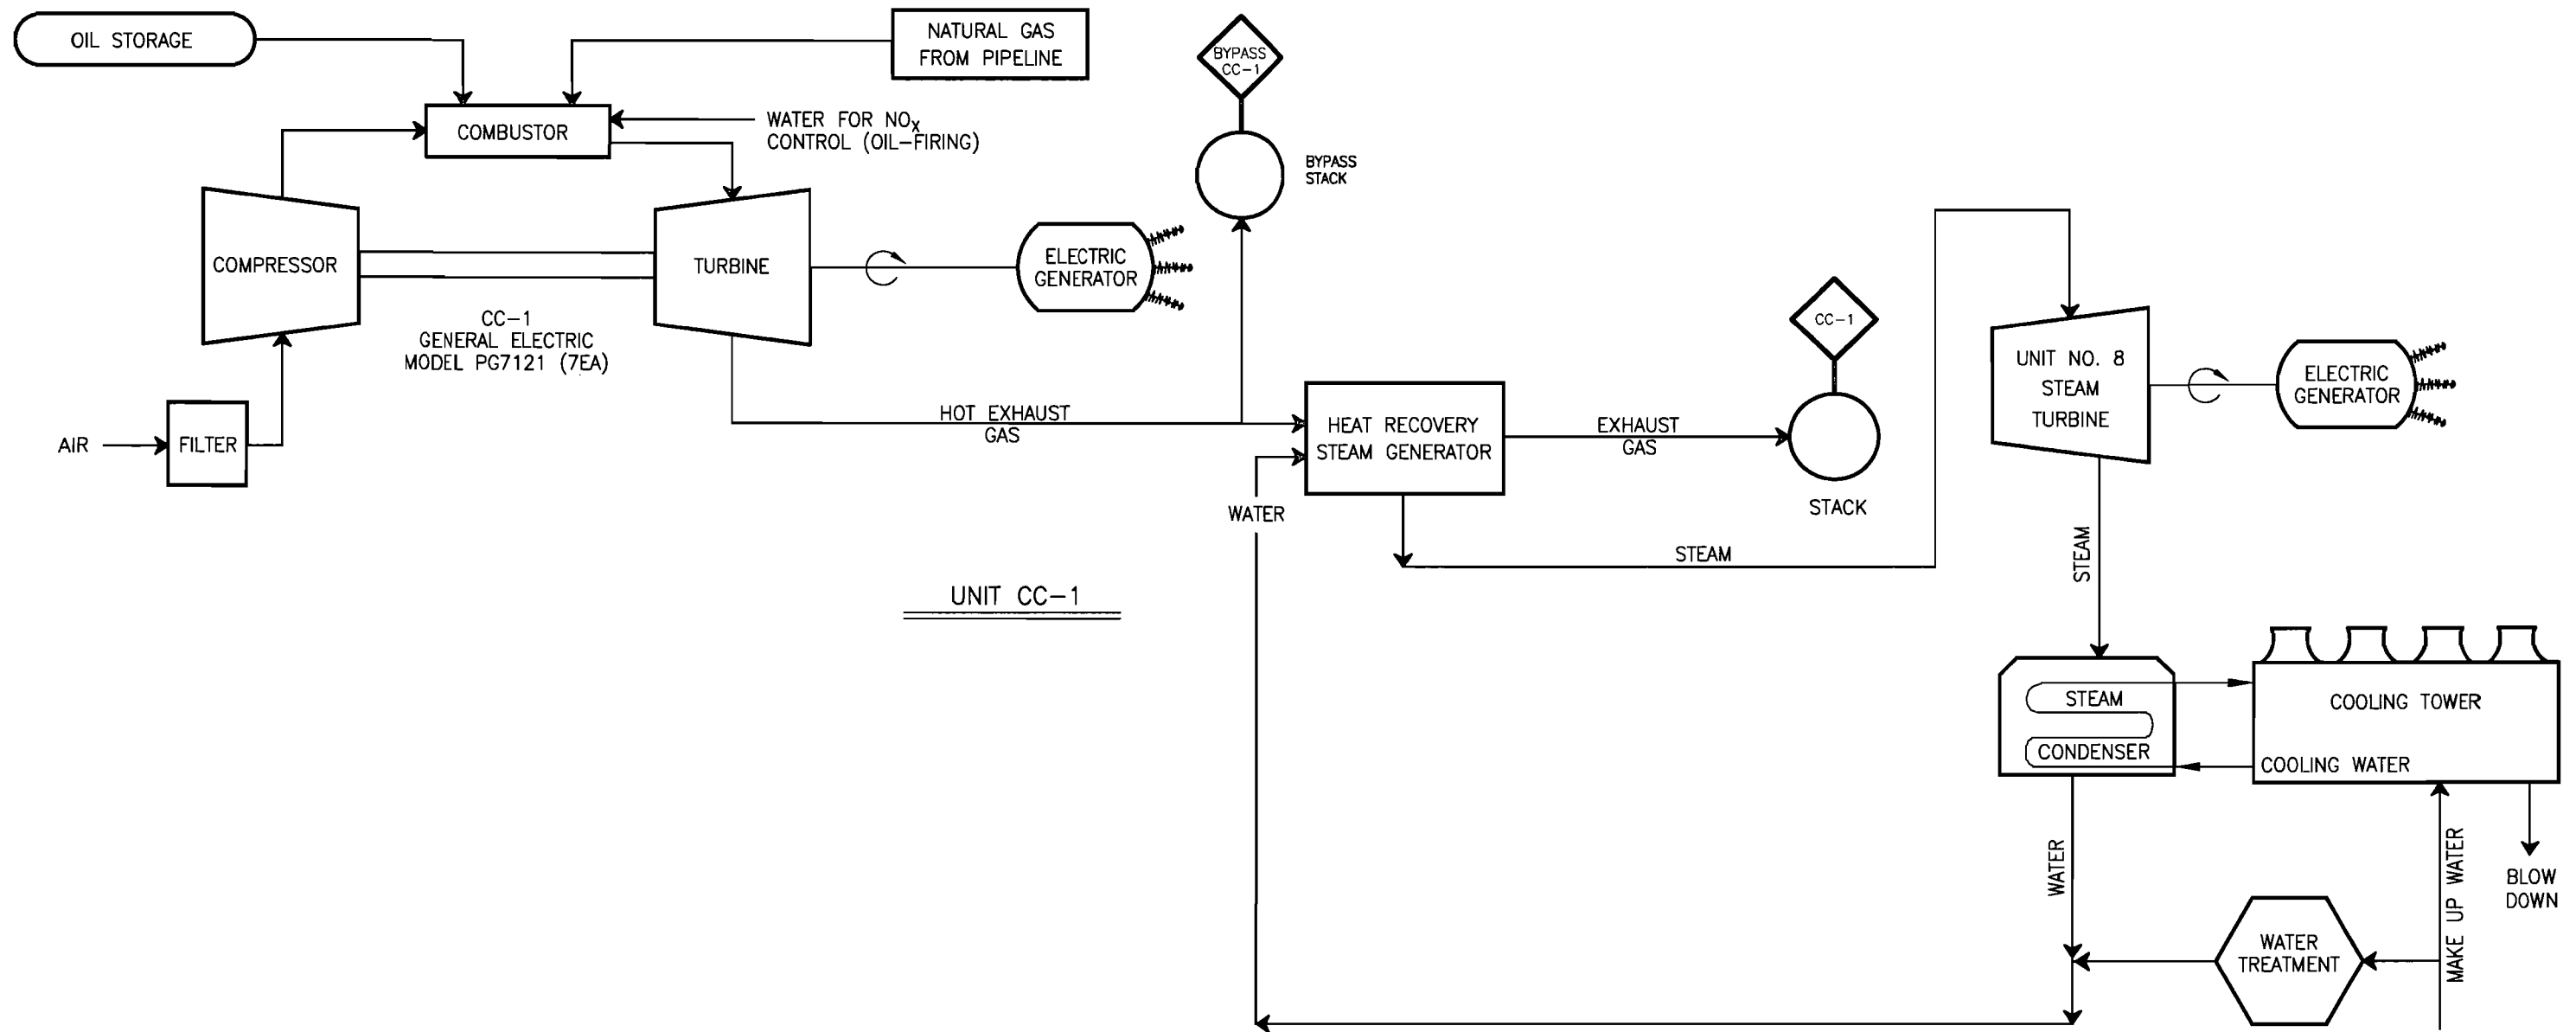 OIL STORAGE
NATURAL GAS
FROM PIPELINE
BYPASS
CC-1
COMBUSTOR
WATER FOR NOx
CONTROL (OIL-FIRING)
BYPASS
STACK
COMPRESSOR
TURBINE
ELECTRIC
GENERATOR
CC-1
GENERAL ELECTRIC
MODEL PG7121 (7EA)
CC-1
UNIT NO. 8
STEAM
TURBINE
ELECTRIC
GENERATOR
AIR
FILTER
HOT EXHAUST
GAS
HEAT RECOVERY
STEAM GENERATOR
EXHAUST
GAS
STACK
WATER
STEAM
STEAM
UNIT CC-1
STEAM
CONDENSER
COOLING TOWER
COOLING WATER
WATER
MAKE UP WATER
BLOW
DOWN
WATER
TREATMENT